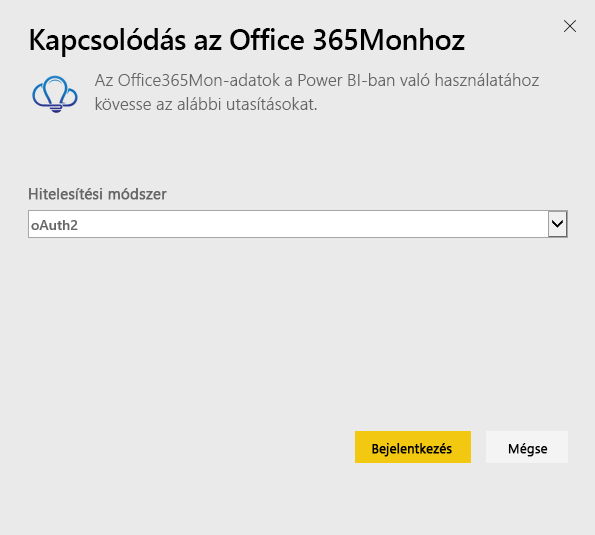 Kapcsolódás az Office 365Monhoz
Az Office365Mon-adatok a Power BI-ban való használatához
kövesse az alábbi utasításokat.
Hitelesítési módszer
oAuth2
Bejelentkezés
Mégse